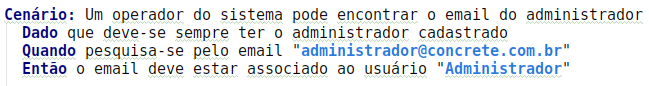 Cenário: Um operador do sistema pode encontrar o email do administrador
Dado que deve-se sempre ter o administrador cadastrado
Quando pesquisa-se pelo email "administrador@concrete.com.br"
Então o email deve estar associado ao usuário "Administrador"